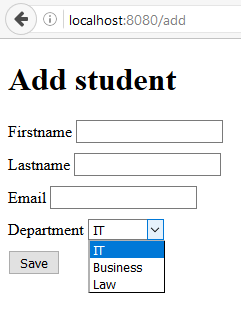 localhost:8080/add
Add student
Firstname
Lastname
Email
Department IT
IT
Business
Law
Save